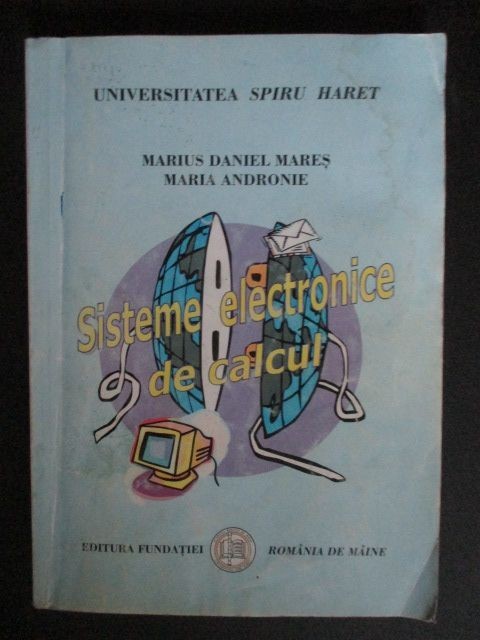 UNIVERSITATEA SPIRU HARET
MARIUS DANIEL MAREȘ
MARIA ANDRONIE
Sisteme electronice
de calcul
EDITURA FUNDAȚIEI ROMÂNIA DE MÂINE